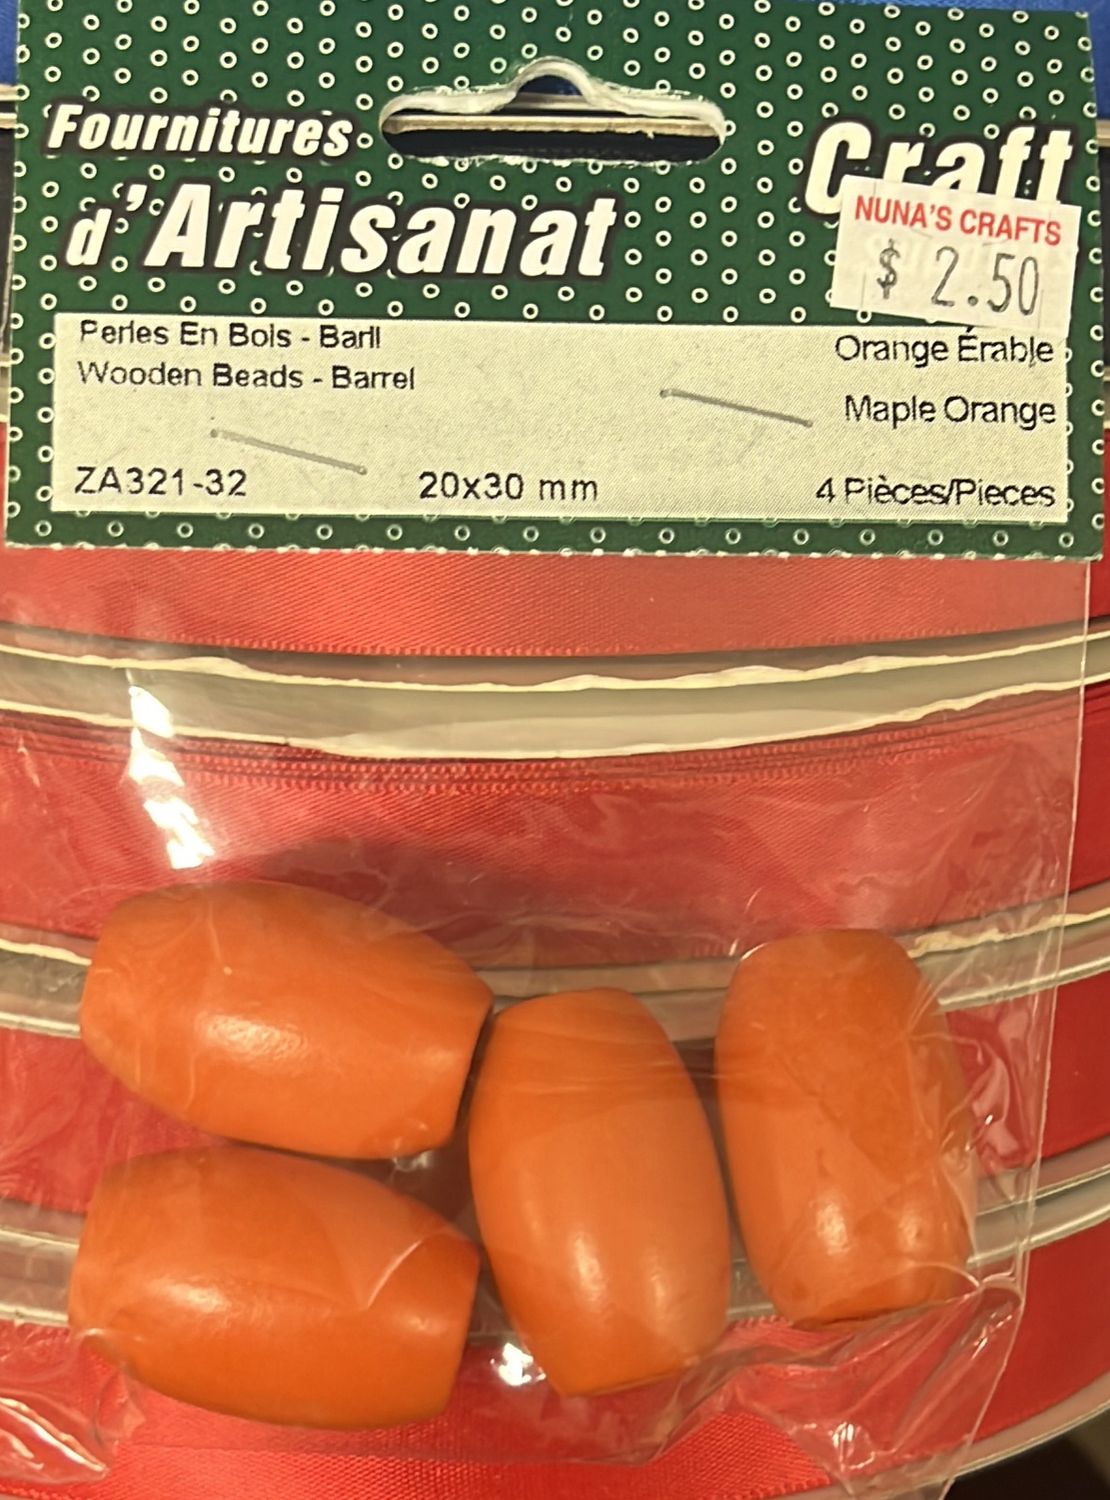 Fournitures
d'Artisanat
Craft
NUNA'S CRAFTS
$ 2.50
Perles En Bois - Baril
Wooden Beads - Barrel
Orange Érable
Maple Orange
ZA321-32
20x30 mm
4 Pièces/Pieces